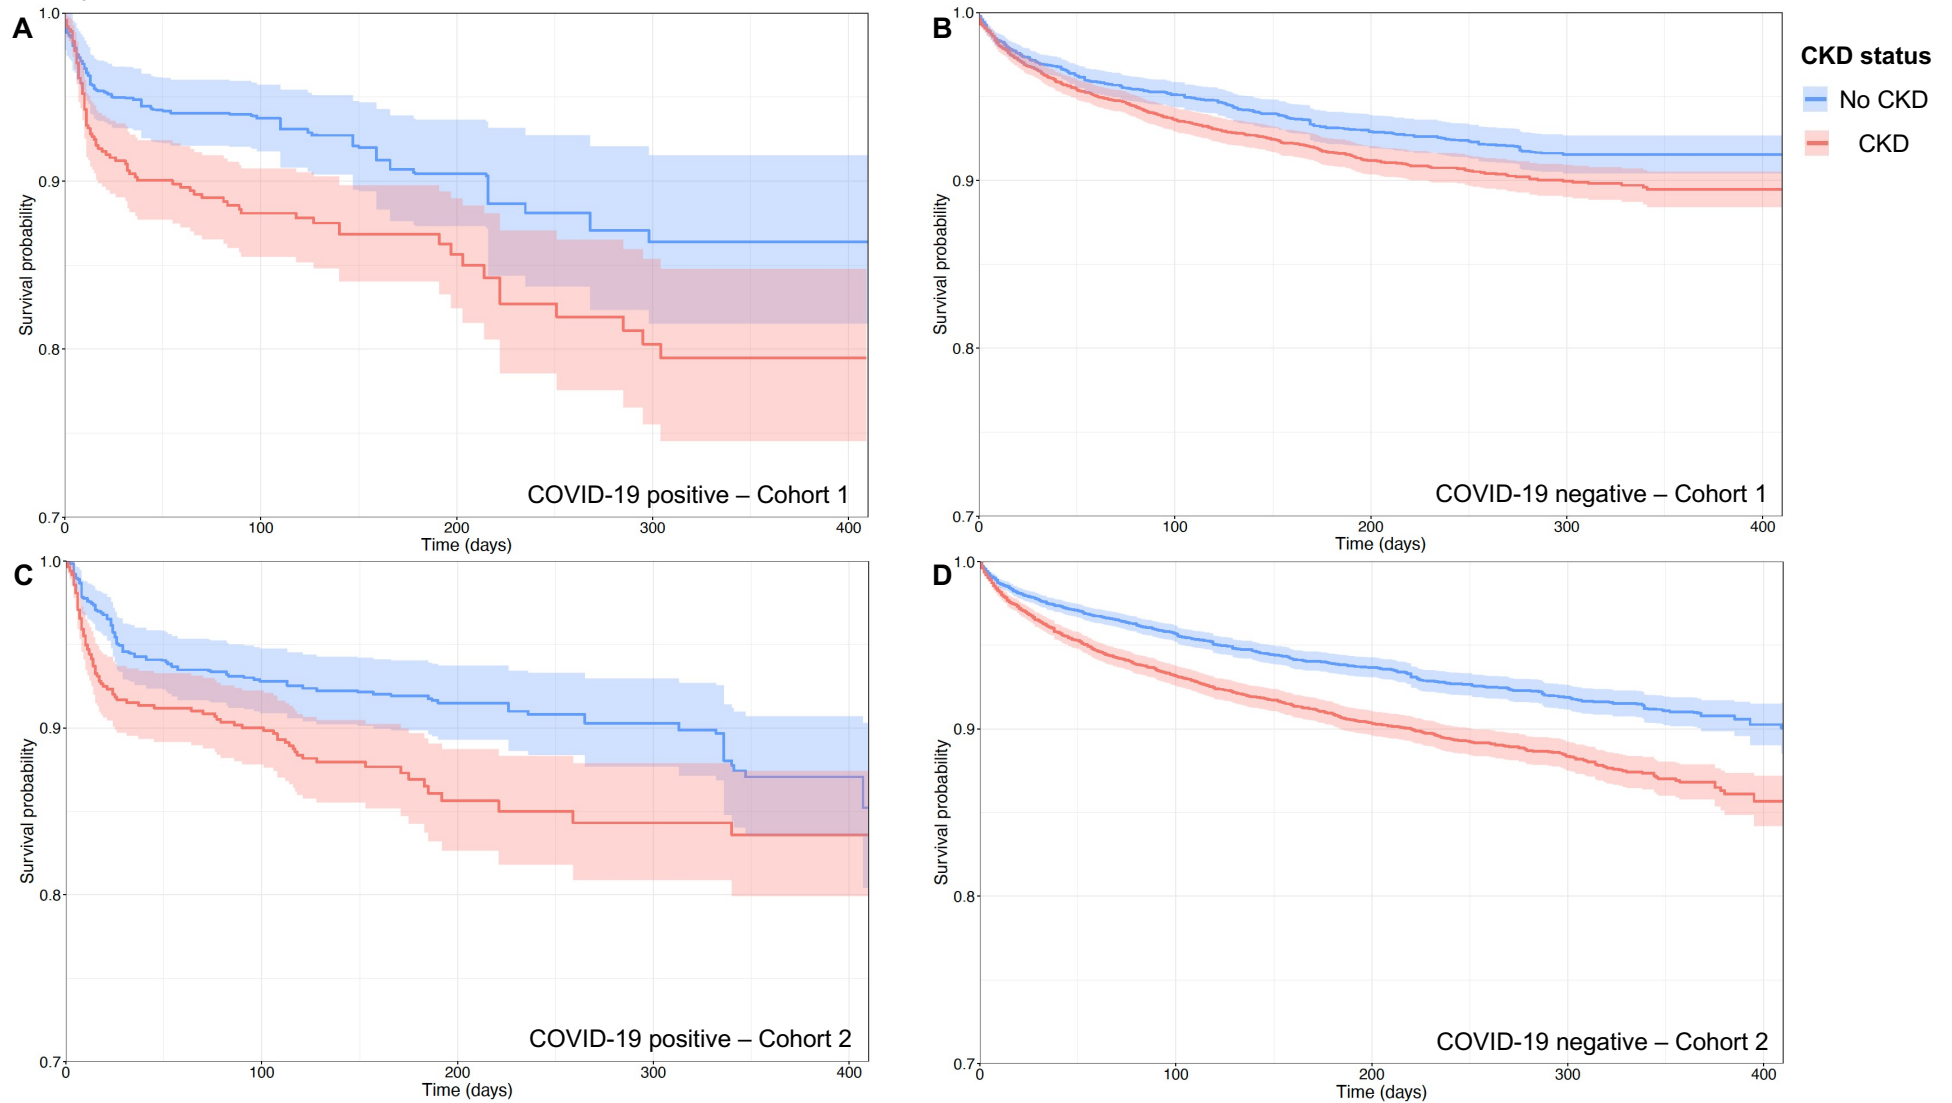 A
1.0
0.9
0.8
0.7
Survival probability
COVID-19 positive – Cohort 1
0 100 200 300 400
Time (days)
B
1.0
0.9
0.8
0.7
Survival probability
COVID-19 negative – Cohort 1
0 100 200 300 400
Time (days)
CKD status
No CKD
CKD
C
1.0
0.9
0.8
0.7
Survival probability
COVID-19 positive – Cohort 2
0 100 200 300 400
Time (days)
D
1.0
0.9
0.8
0.7
Survival probability
COVID-19 negative – Cohort 2
0 100 200 300 400
Time (days)